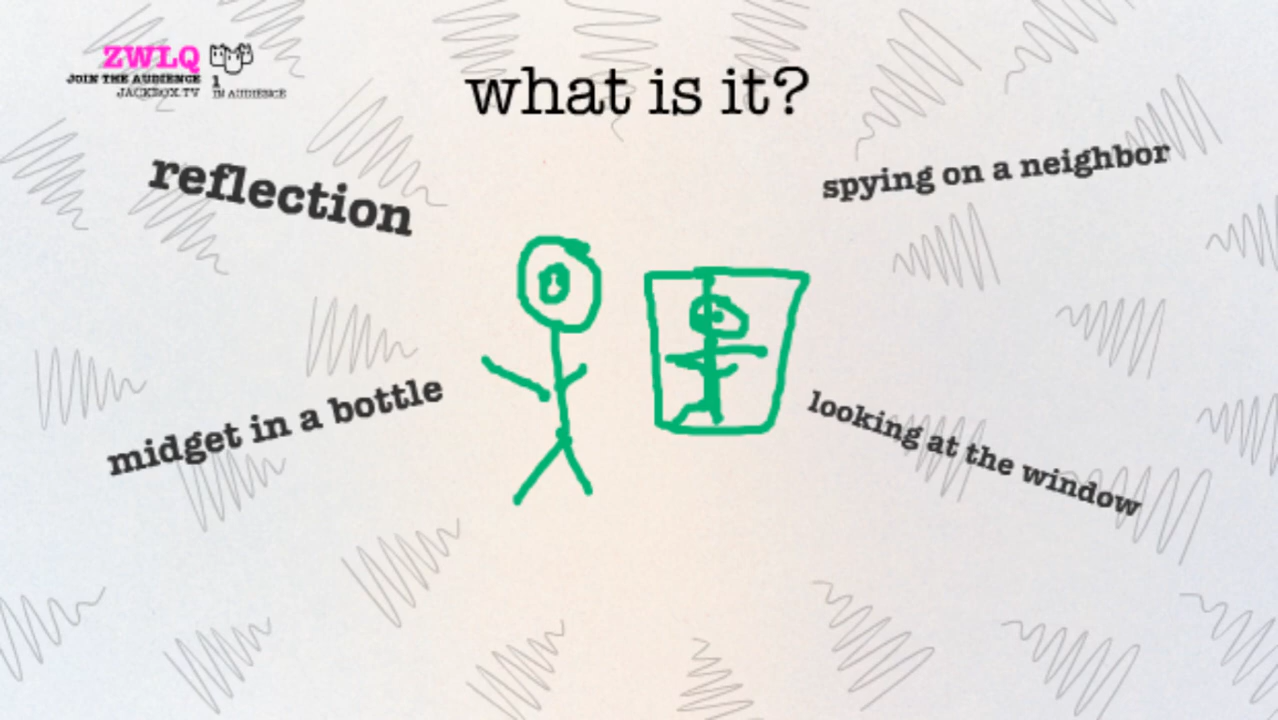 ZWLQ
JOIN THE AUDIENCE
JACKBOX.TV
1
IN AUDIENCE
what is it?
reflection
spying on a neighbor
midget in a bottle
looking at the window